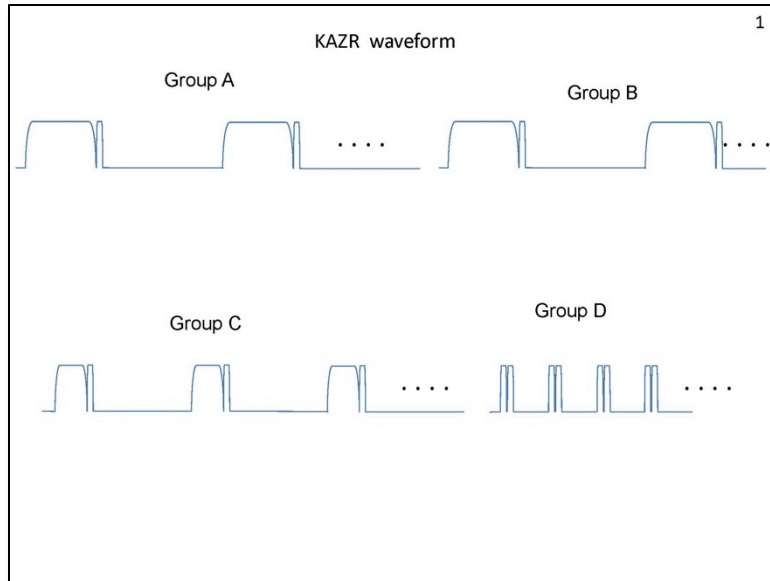 1
KAZR waveform
Group A
Group B
. . . .
. . . .
Group C
Group D
. . . .
. . . .